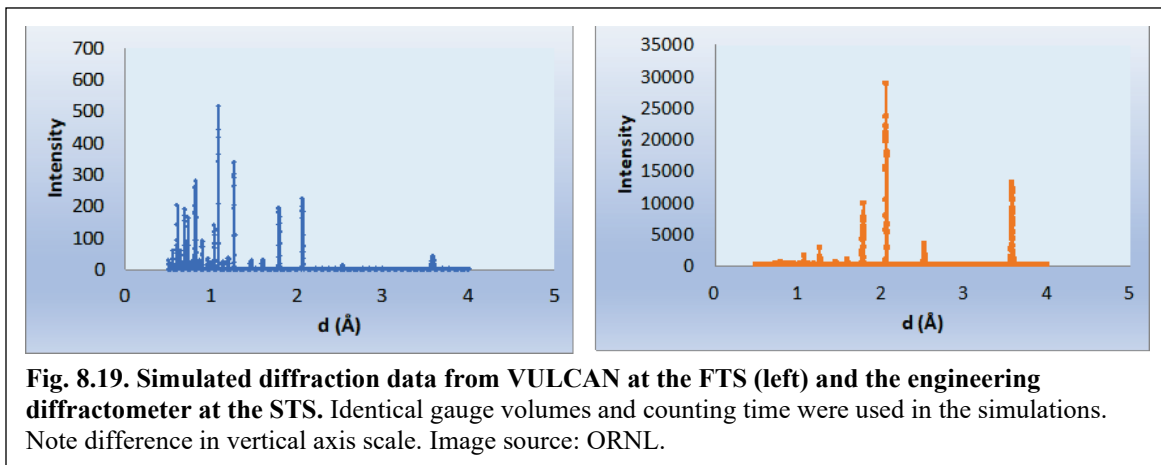 700
600
500
400
300
200
100
0
Intensity
0 1 2 3 4 5
d (Å)
35000
30000
25000
20000
15000
10000
5000
0
Intensity
0 1 2 3 4 5
d (Å)
Fig. 8.19. Simulated diffraction data from VULCAN at the FTS (left) and the engineering
diffractometer at the STS. Identical gauge volumes and counting time were used in the simulations.
Note difference in vertical axis scale. Image source: ORNL.